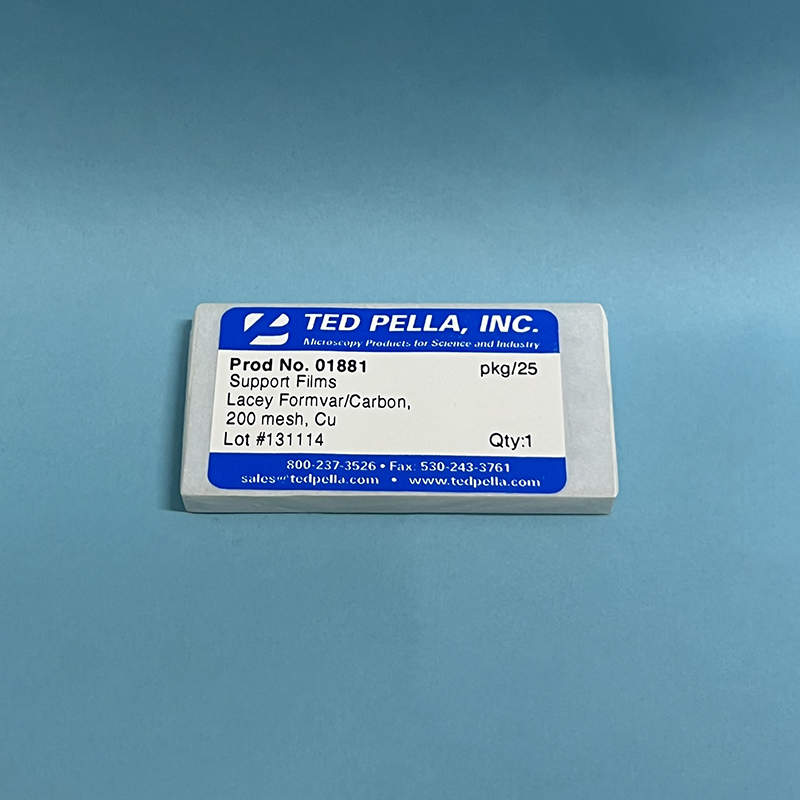 TED PELLA, INC.
Microscopy Products for Science and Industry
Prod No. 01881 pkg/25
Support Films
Lacey Formvar/Carbon,
200 mesh, Cu
Lot #131114 Qty:1
800-237-3526 • Fax: 530-243-3761
sales@tedpella.com • www.tedpella.com